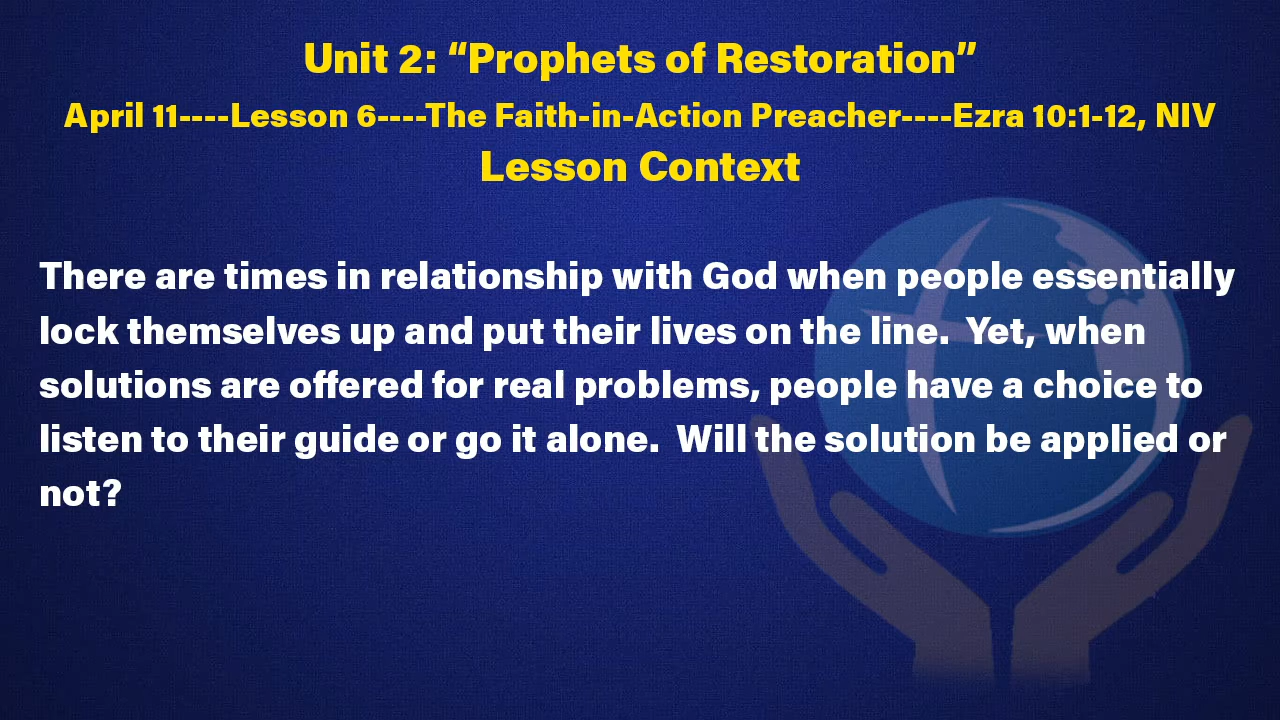 Unit 2: “Prophets of Restoration”
April 11----Lesson 6----The Faith-in-Action Preacher----Ezra 10:1-12, NIV
Lesson Context
There are times in relationship with God when people essentially
lock themselves up and put their lives on the line.  Yet, when
solutions are offered for real problems, people have a choice to
listen to their guide or go it alone.  Will the solution be applied or
not?